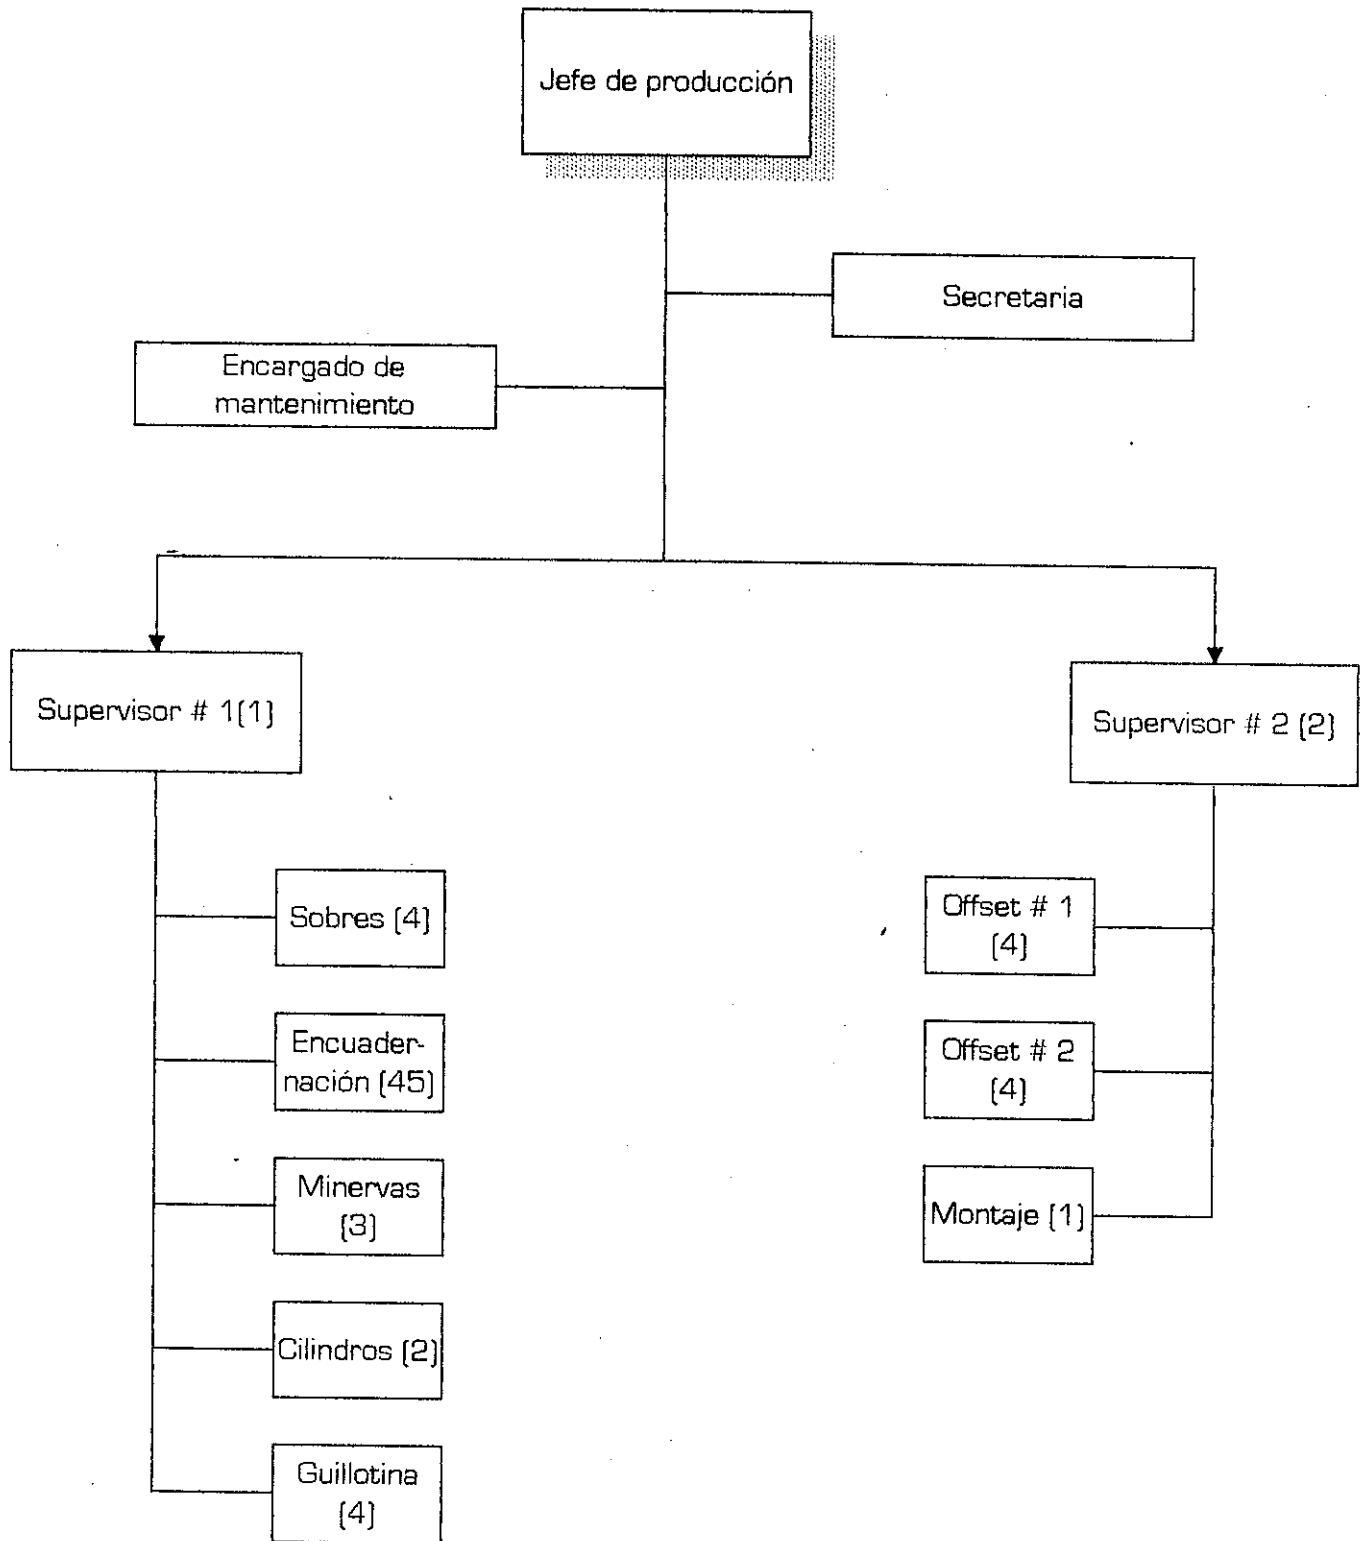 Jefe de producción
Secretaria
Encargado de
mantenimiento
Supervisor # 1(1)
Supervisor # 2 (2)
Sobres (4)
Encuader-
nación (45)
Minervas
(3)
Cilindros (2)
Guillotina
(4)
Offset # 1
(4)
Offset # 2
(4)
Montaje (1)